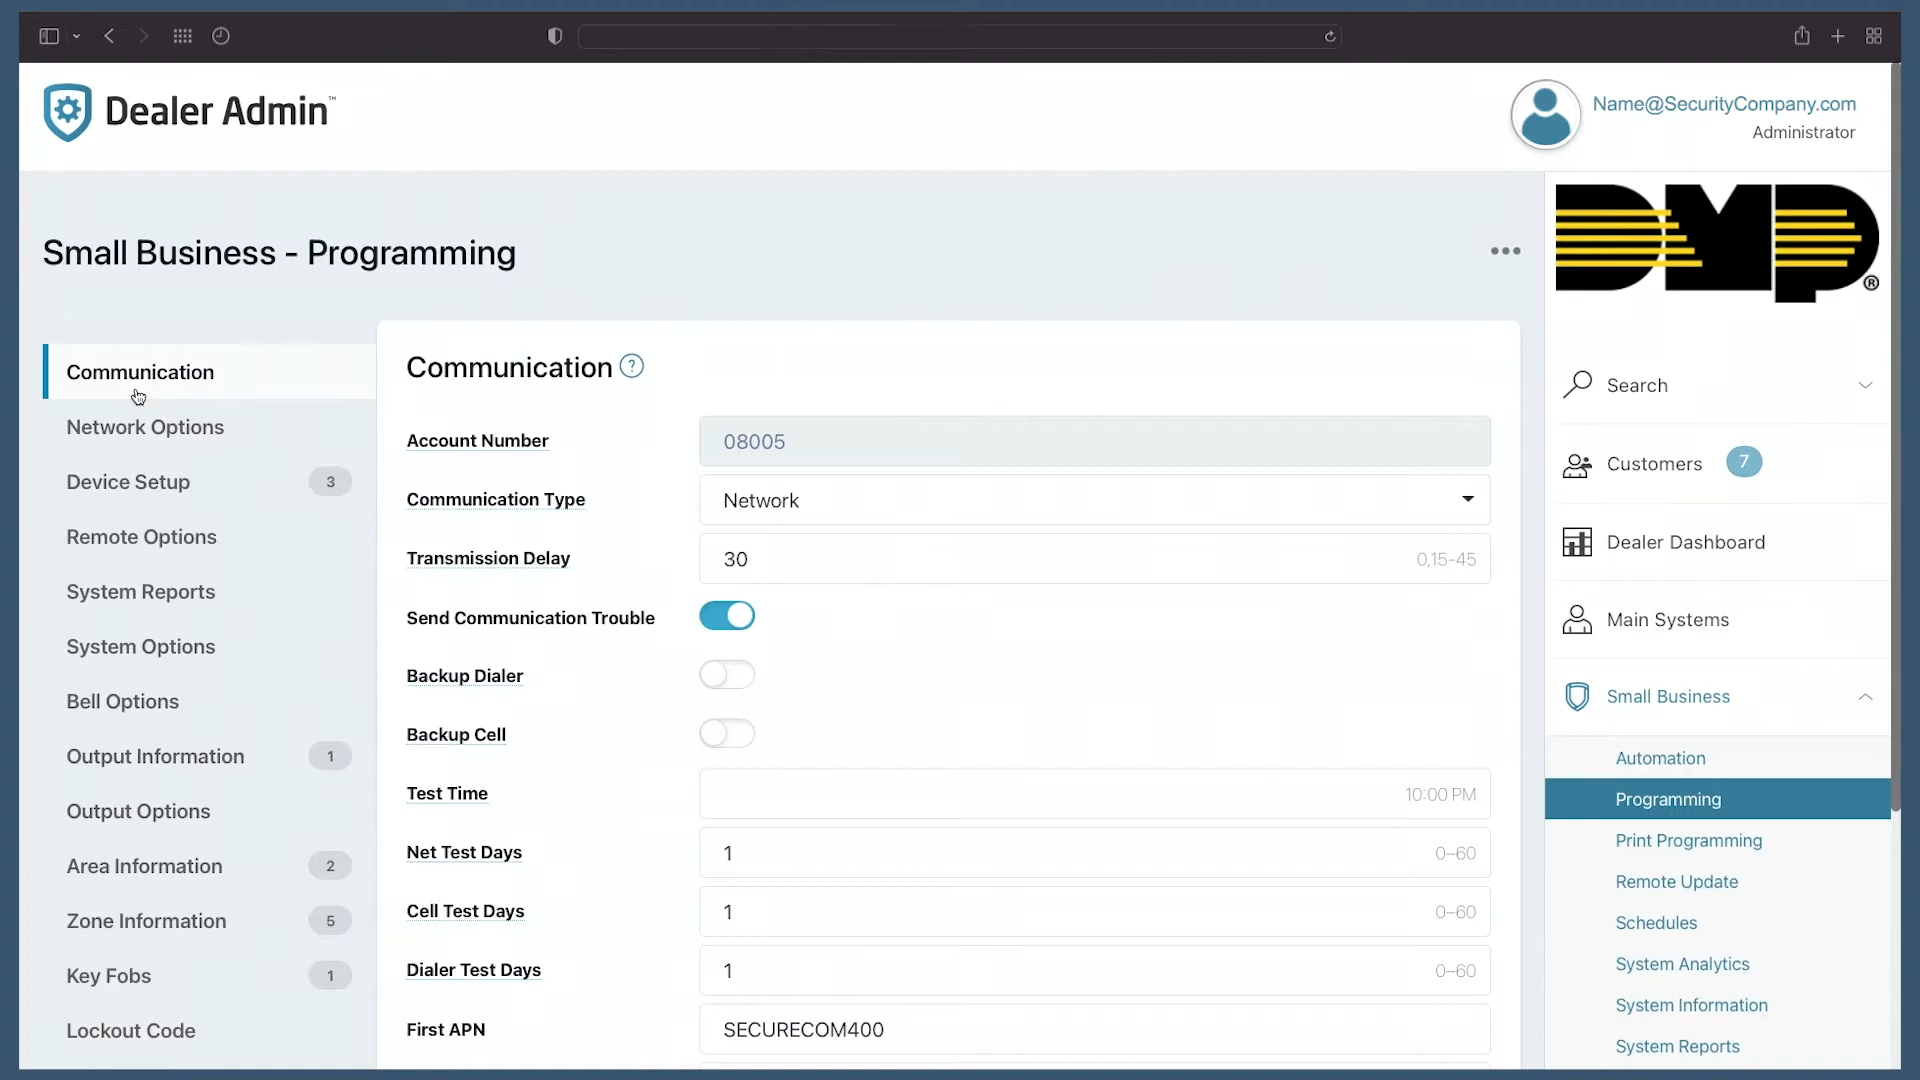 Dealer Admin™
Name@SecurityCompany.com
Administrator
Small Business - Programming
DMP®
Communication
Network Options
Device Setup 3
Remote Options
System Reports
System Options
Bell Options
Output Information 1
Output Options
Area Information 2
Zone Information 5
Key Fobs 1
Lockout Code
Communication ?
Account Number 08005
Communication Type Network
Transmission Delay 30 0,15-45
Send Communication Trouble
Backup Dialer
Backup Cell
Test Time 10:00 PM
Net Test Days 1 0–60
Cell Test Days 1 0–60
Dialer Test Days 1 0–60
First APN SECURECOM400
Search
Customers 7
Dealer Dashboard
Main Systems
Small Business
Automation
Programming
Print Programming
Remote Update
Schedules
System Analytics
System Information
System Reports